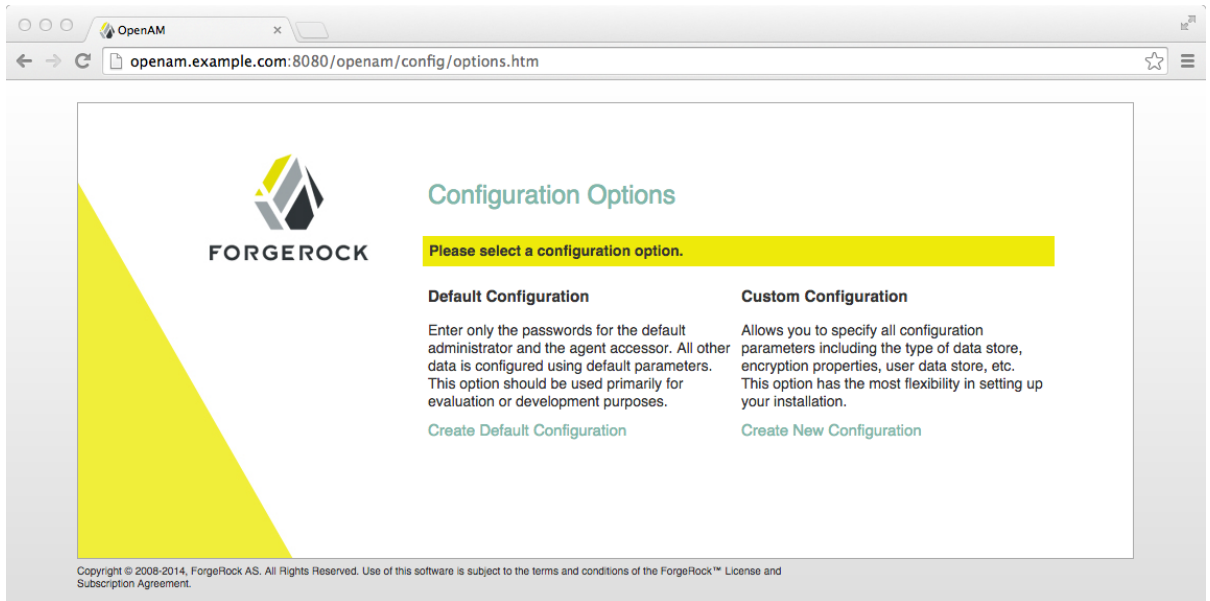 OpenAM
openam.example.com:8080/openam/config/options.htm
FORGEROCK
Configuration Options
Please select a configuration option.
Default Configuration
Enter only the passwords for the default
administrator and the agent accessor. All other
data is configured using default parameters.
This option should be used primarily for
evaluation or development purposes.
Create Default Configuration
Custom Configuration
Allows you to specify all configuration
parameters including the type of data store,
encryption properties, user data store, etc.
This option has the most flexibility in setting up
your installation.
Create New Configuration
Copyright © 2008-2014, ForgeRock AS. All Rights Reserved. Use of this software is subject to the terms and conditions of the ForgeRock™ License and
Subscription Agreement.